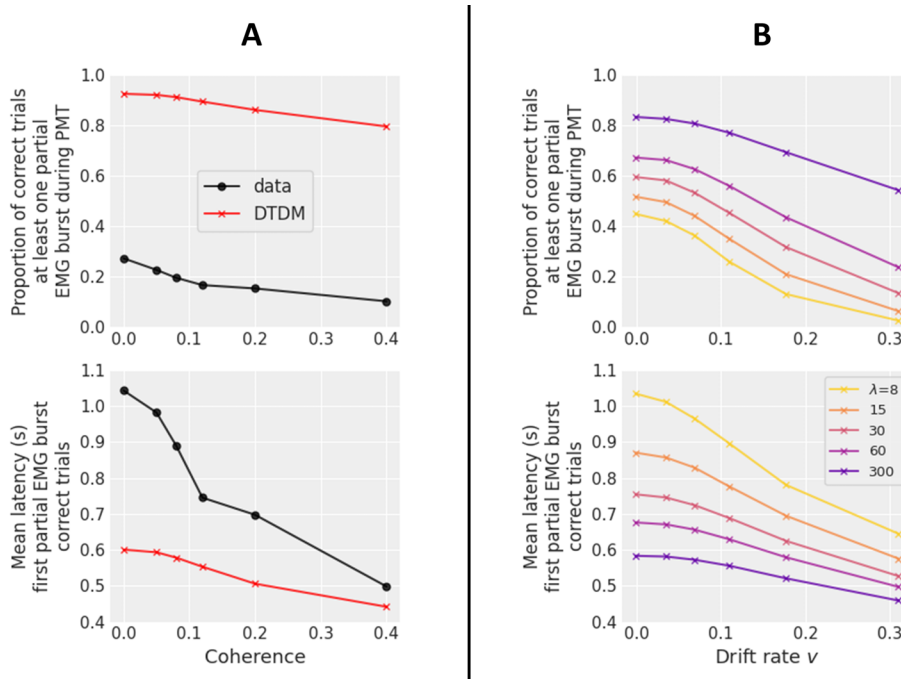 A
Proportion of correct trials
at least one partial
EMG burst during PMT
1.0
0.8
0.6
0.4
0.2
0.0
data
DTDM
0.0
0.1
0.2
0.3
0.4
Mean latency (s)
first partial EMG burst
correct trials
1.1
1.0
0.9
0.8
0.7
0.6
0.5
0.4
0.0
0.1
0.2
0.3
0.4
Coherence
B
Proportion of correct trials
at least one partial
EMG burst during PMT
1.0
0.8
0.6
0.4
0.2
0.0
0.0
0.1
0.2
0.3
Mean latency (s)
first partial EMG burst
correct trials
1.1
1.0
0.9
0.8
0.7
0.6
0.5
0.4
λ=8
15
30
60
300
0.0
0.1
0.2
0.3
Drift rate v